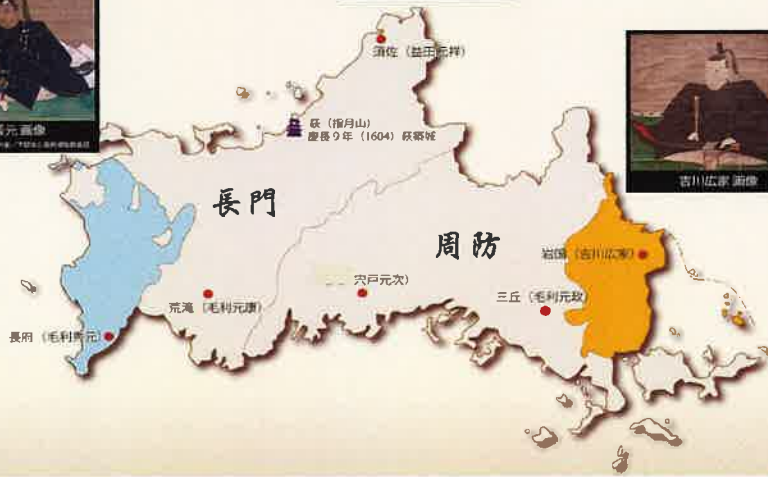 須佐（益田元祥）
萩（指月山）
慶長９年（1604）萩築城
元画像
吉川広家 画像
長門
周防
岩国（吉川広家）
宍戸元次）
三丘（毛利元政
荒滝（毛利元康）
長府（毛利秀元）